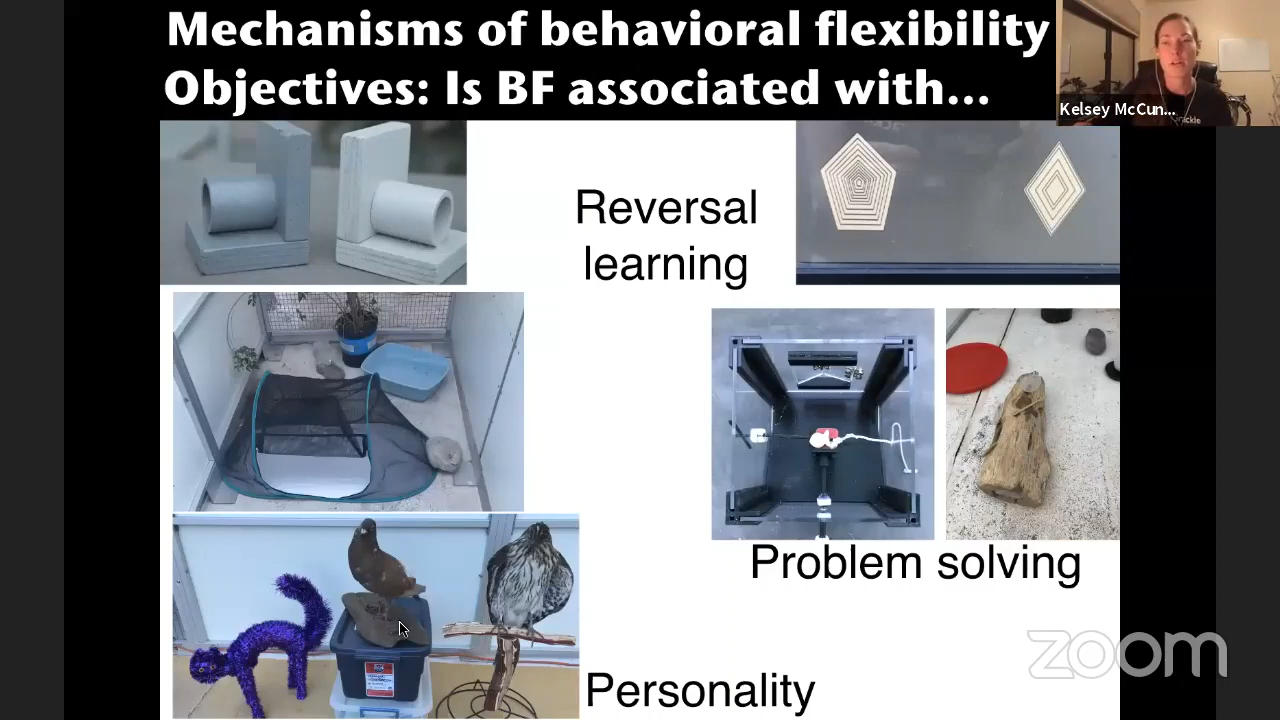 Mechanisms of behavioral flexibility
Objectives: Is BF associated with...
Kelsey McCun...
Reversal
learning
Problem solving
Personality
zoom